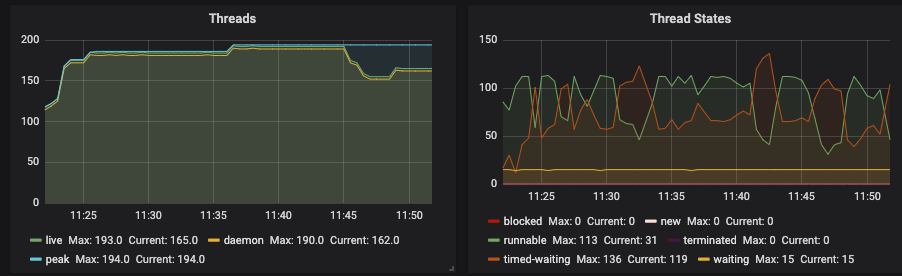 Threads
200
150
100
50
0
11:25 11:30 11:35 11:40 11:45 11:50
live Max: 193.0 Current: 165.0 daemon Max: 190.0 Current: 162.0
peak Max: 194.0 Current: 194.0
Thread States
150
100
50
0
11:25 11:30 11:35 11:40 11:45 11:50
blocked Max: 0 Current: 0 new Max: 0 Current: 0
runnable Max: 113 Current: 31 terminated Max: 0 Current: 0
timed-waiting Max: 136 Current: 119 waiting Max: 15 Current: 15